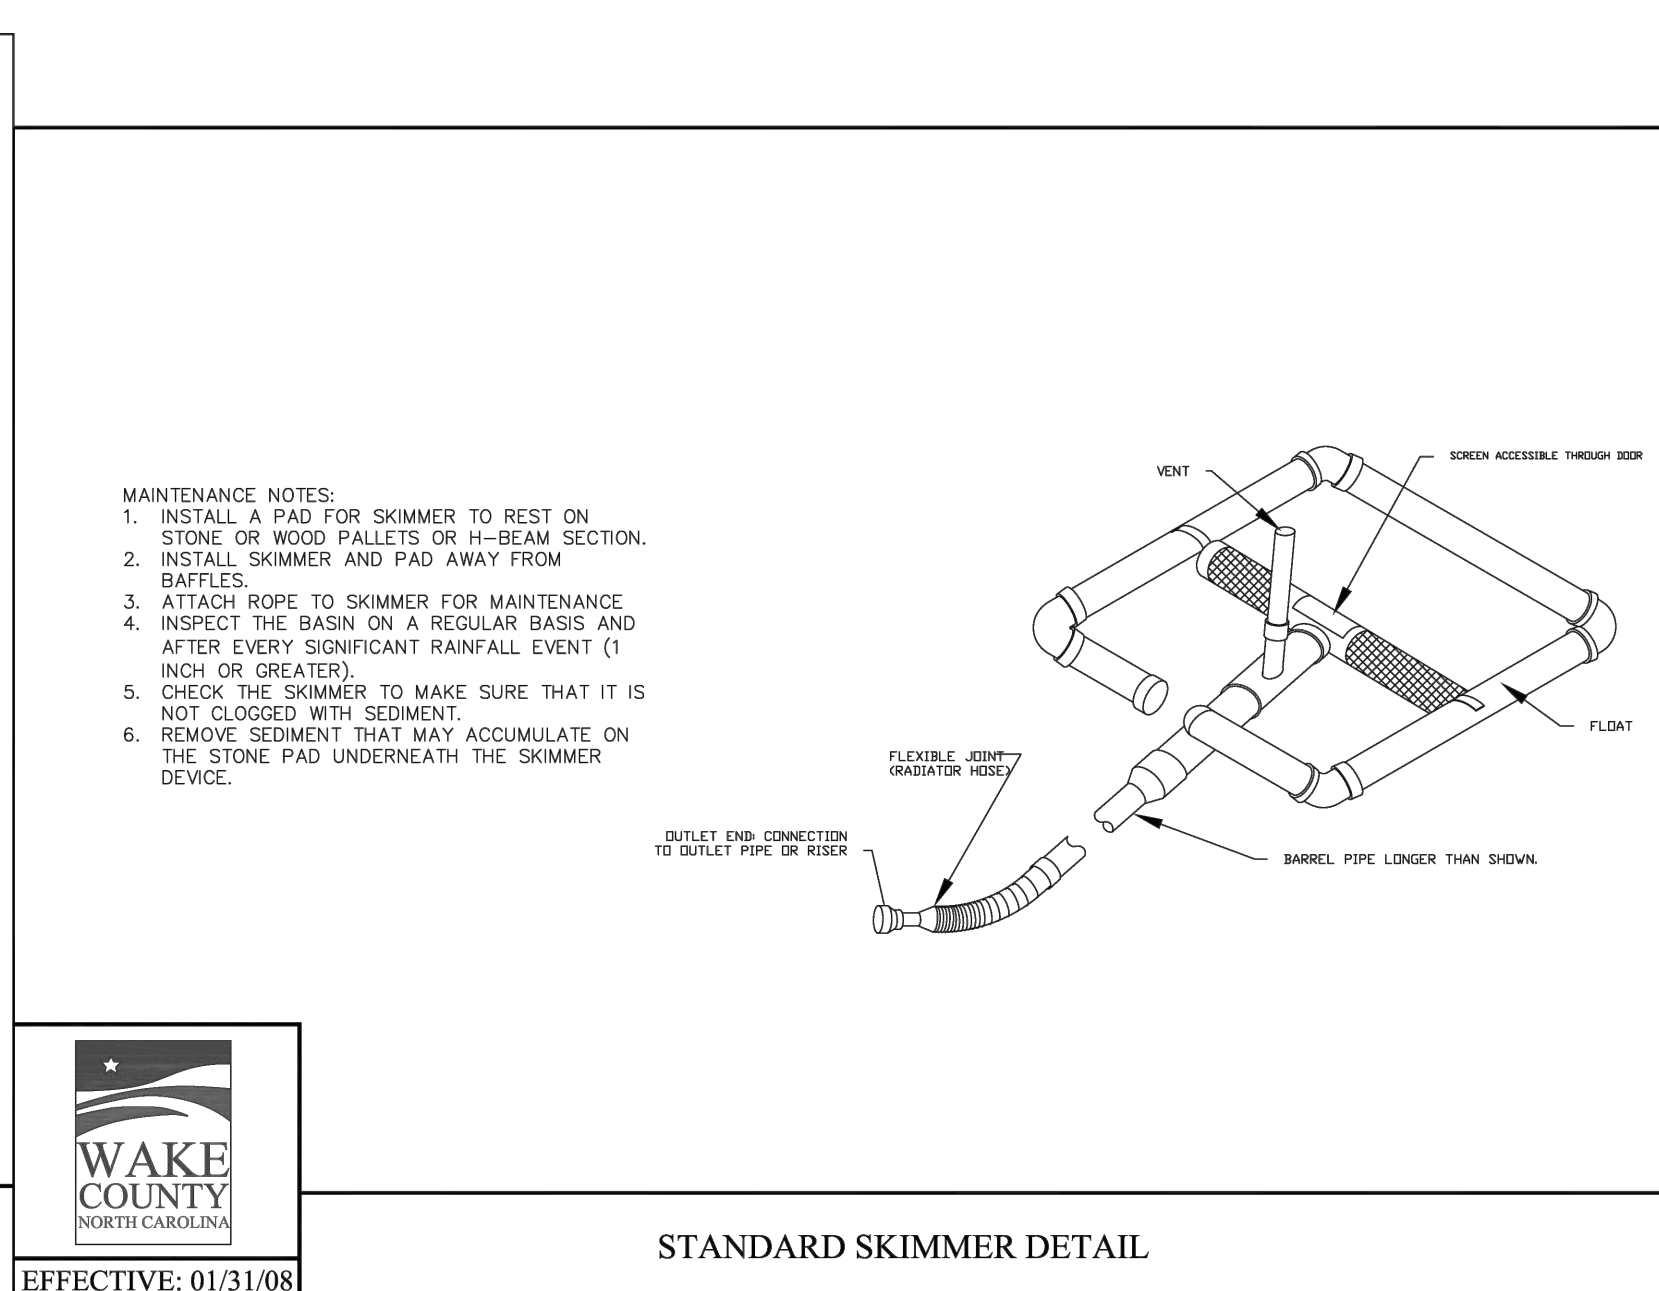 MAINTENANCE NOTES:
1. INSTALL A PAD FOR SKIMMER TO REST ON
STONE OR WOOD PALLETS OR H-BEAM SECTION.
2. INSTALL SKIMMER AND PAD AWAY FROM
BAFFLES.
3. ATTACH ROPE TO SKIMMER FOR MAINTENANCE
4. INSPECT THE BASIN ON A REGULAR BASIS AND
AFTER EVERY SIGNIFICANT RAINFALL EVENT (1
INCH OR GREATER).
5. CHECK THE SKIMMER TO MAKE SURE THAT IT IS
NOT CLOGGED WITH SEDIMENT.
6. REMOVE SEDIMENT THAT MAY ACCUMULATE ON
THE STONE PAD UNDERNEATH THE SKIMMER
DEVICE.
VENT
SCREEN ACCESSIBLE THROUGH DOOR
FLOAT
FLEXIBLE JOINT
(RADIATOR HOSE)
OUTLET END: CONNECTION
TO OUTLET PIPE OR RISER
BARREL PIPE LONGER THAN SHOWN.
WAKE
COUNTY
NORTH CAROLINA
EFFECTIVE: 01/31/08
STANDARD SKIMMER DETAIL